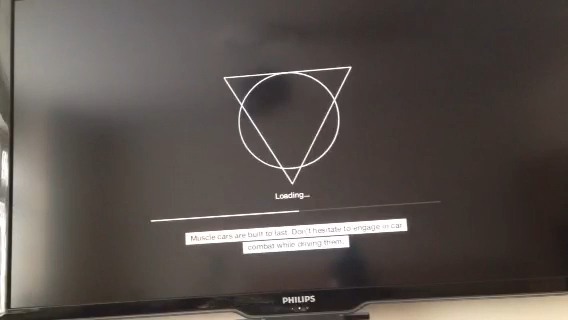 Loading...
Muscle cars are built to last. Don't hesitate to engage in car
combat while driving them.
PHILIPS